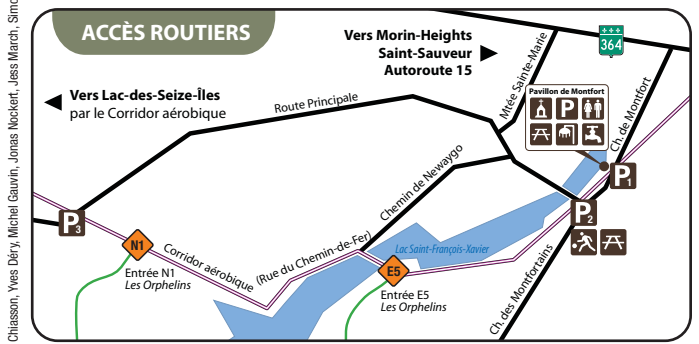 Chiasson, Yves Déry, Michel Gauvin, Jonas Nockert, Jess March,
ACCÈS ROUTIERS
Vers Morin-Heights
Saint-Sauveur
Autoroute 15
364
Vers Lac-des-Seize-Îles
par le Corridor aérobique
Route Principale
Mtée Sainte-Marie
Ch. de Montfort
Pavillon de Montfort
P
P1
P2
P3
Chemin de Newaygo
Lac Saint-François-Xavier
N1
Corridor aérobique
(Rue du Chemin-de-Fer)
Entrée N1
Les Orphelins
E5
Entrée E5
Les Orphelins
Ch. des Montfortains